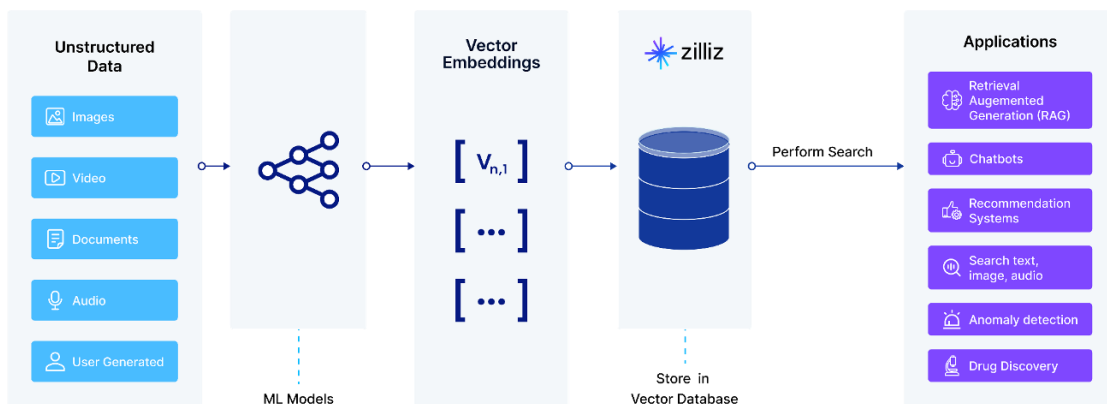 Unstructured
Data
Images
Video
Documents
Audio
User Generated
ML Models
Vector
Embeddings
[ Vn,1 ]
[ ••• ]
[ ••• ]
zilliz
Store in
Vector Database
Perform Search
Applications
Retrieval
Augemented
Generation (RAG)
Chatbots
Recommendation
Systems
Search text,
image, audio
Anomaly detection
Drug Discovery